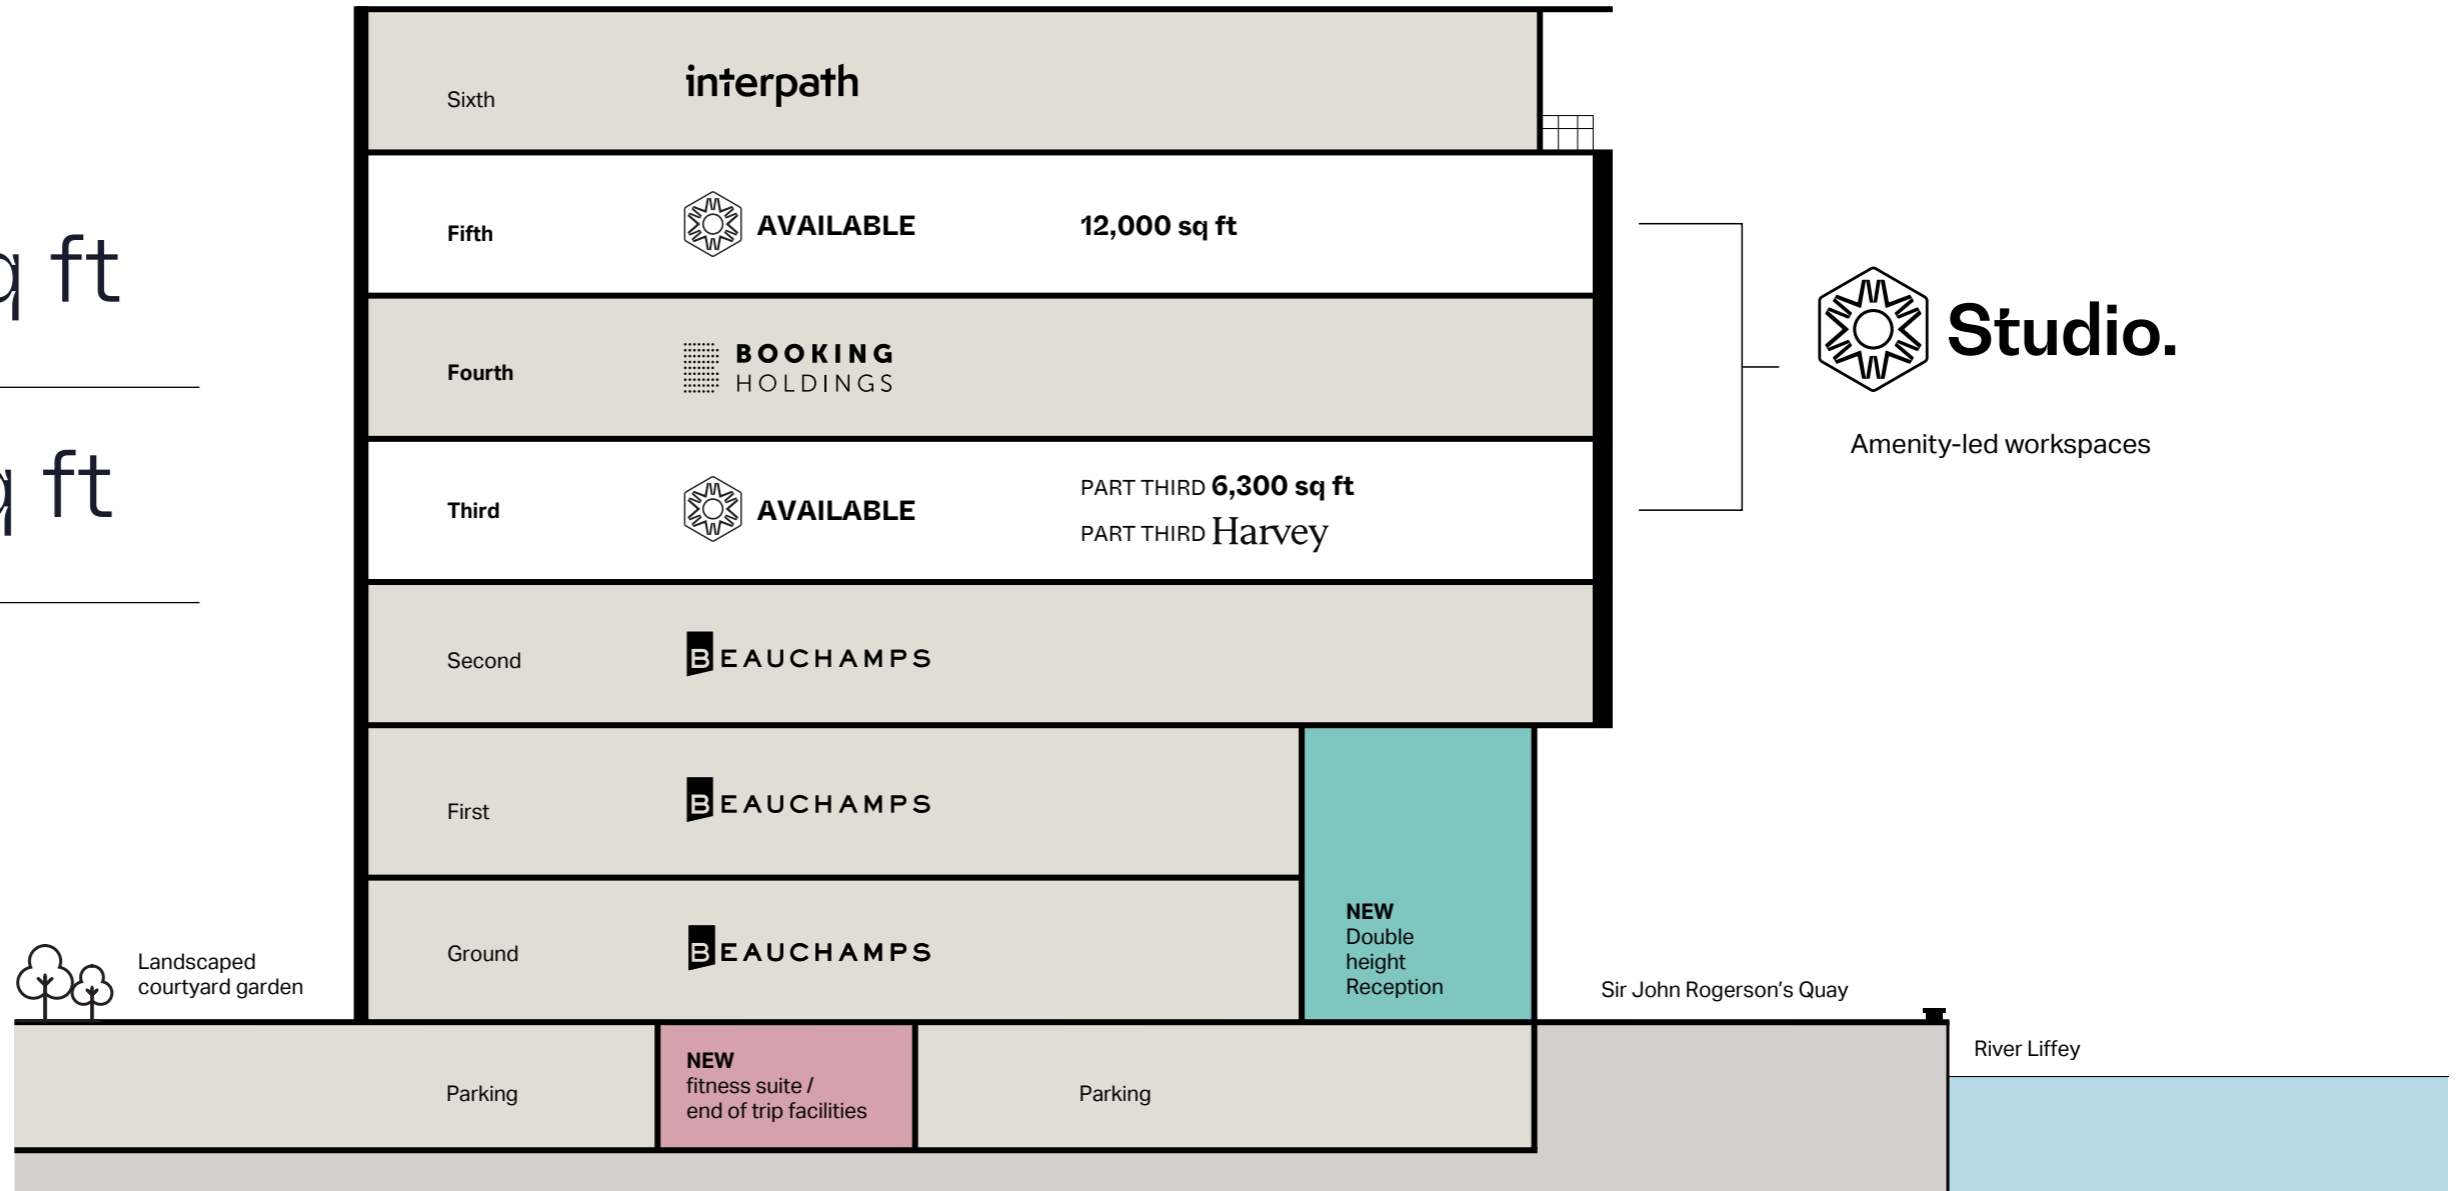 sq ft
sq ft
Sixth
interpath
Fifth
AVAILABLE
12,000 sq ft
Fourth
BOOKING
HOLDINGS
Third
AVAILABLE
PART THIRD 6,300 sq ft
PART THIRD Harvey
Studio.
Amenity-led workspaces
Second
BEAUCHAMPS
First
BEAUCHAMPS
Ground
BEAUCHAMPS
NEW
Double
height
Reception
Landscaped
courtyard garden
Sir John Rogerson’s Quay
River Liffey
Parking
NEW
fitness suite /
end of trip facilities
Parking